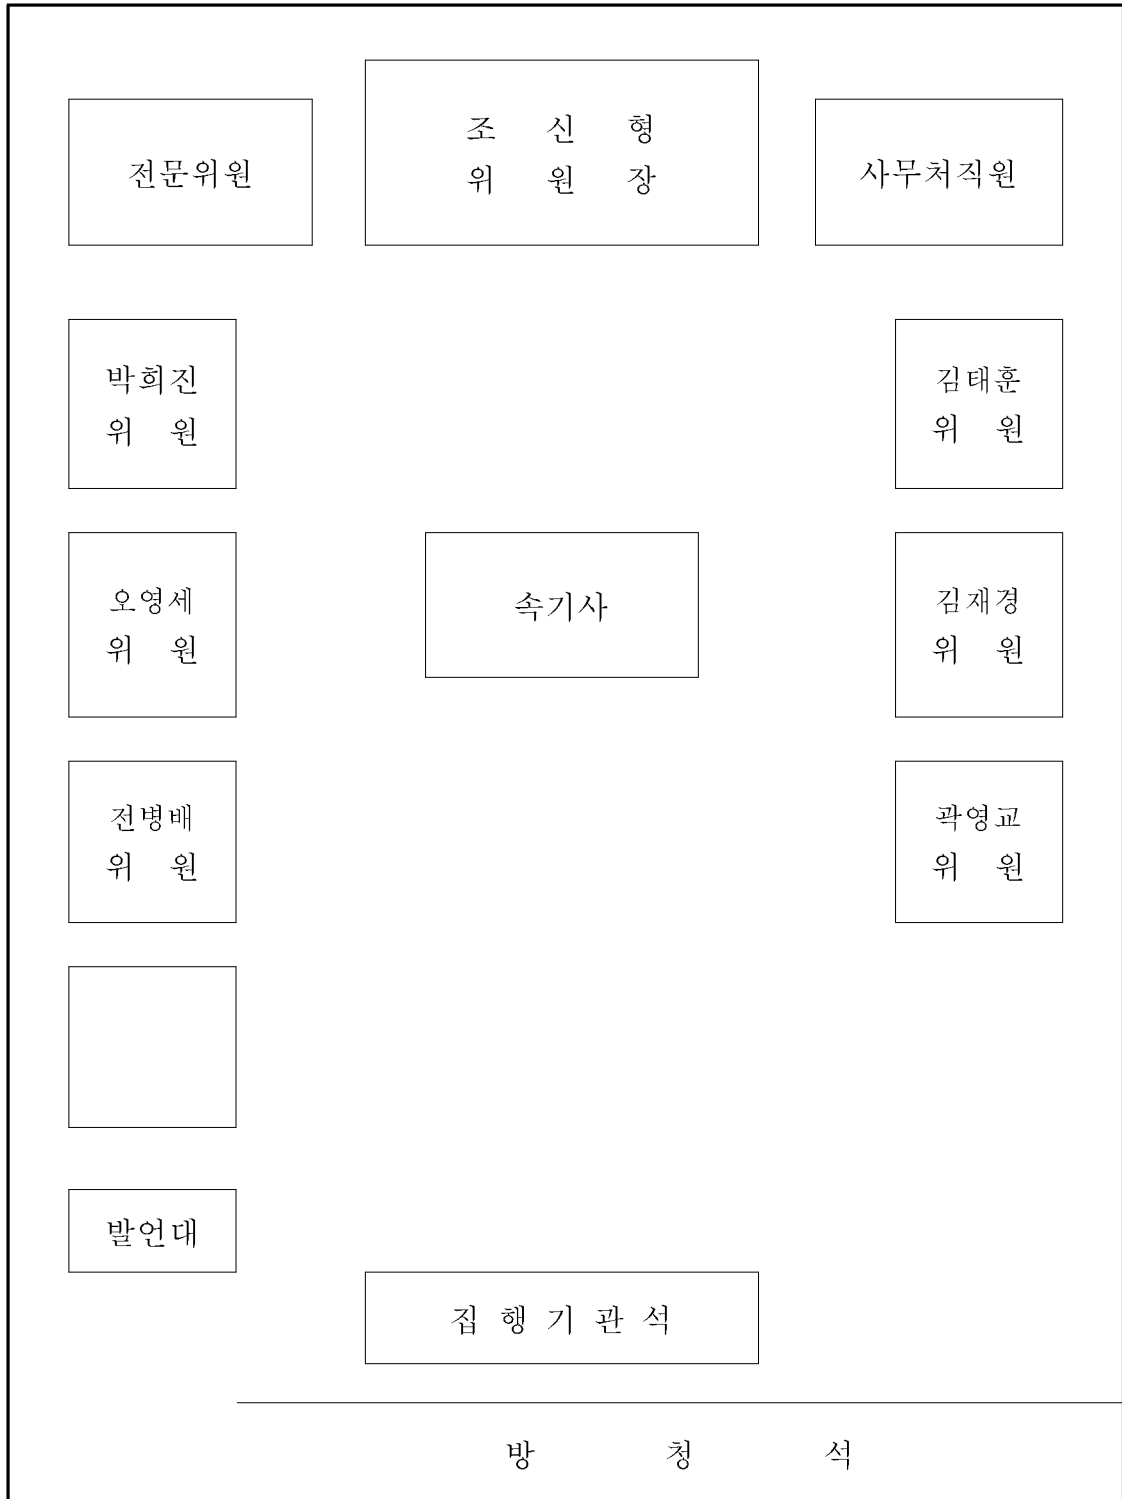 전문위원
조 신 형
위 원 장
사무처직원
박희진
위 원
김태훈
위 원
오영세
위 원
속기사
김재경
위 원
전병배
위 원
곽영교
위 원
발언대
집 행 기 관 석
방 청 석